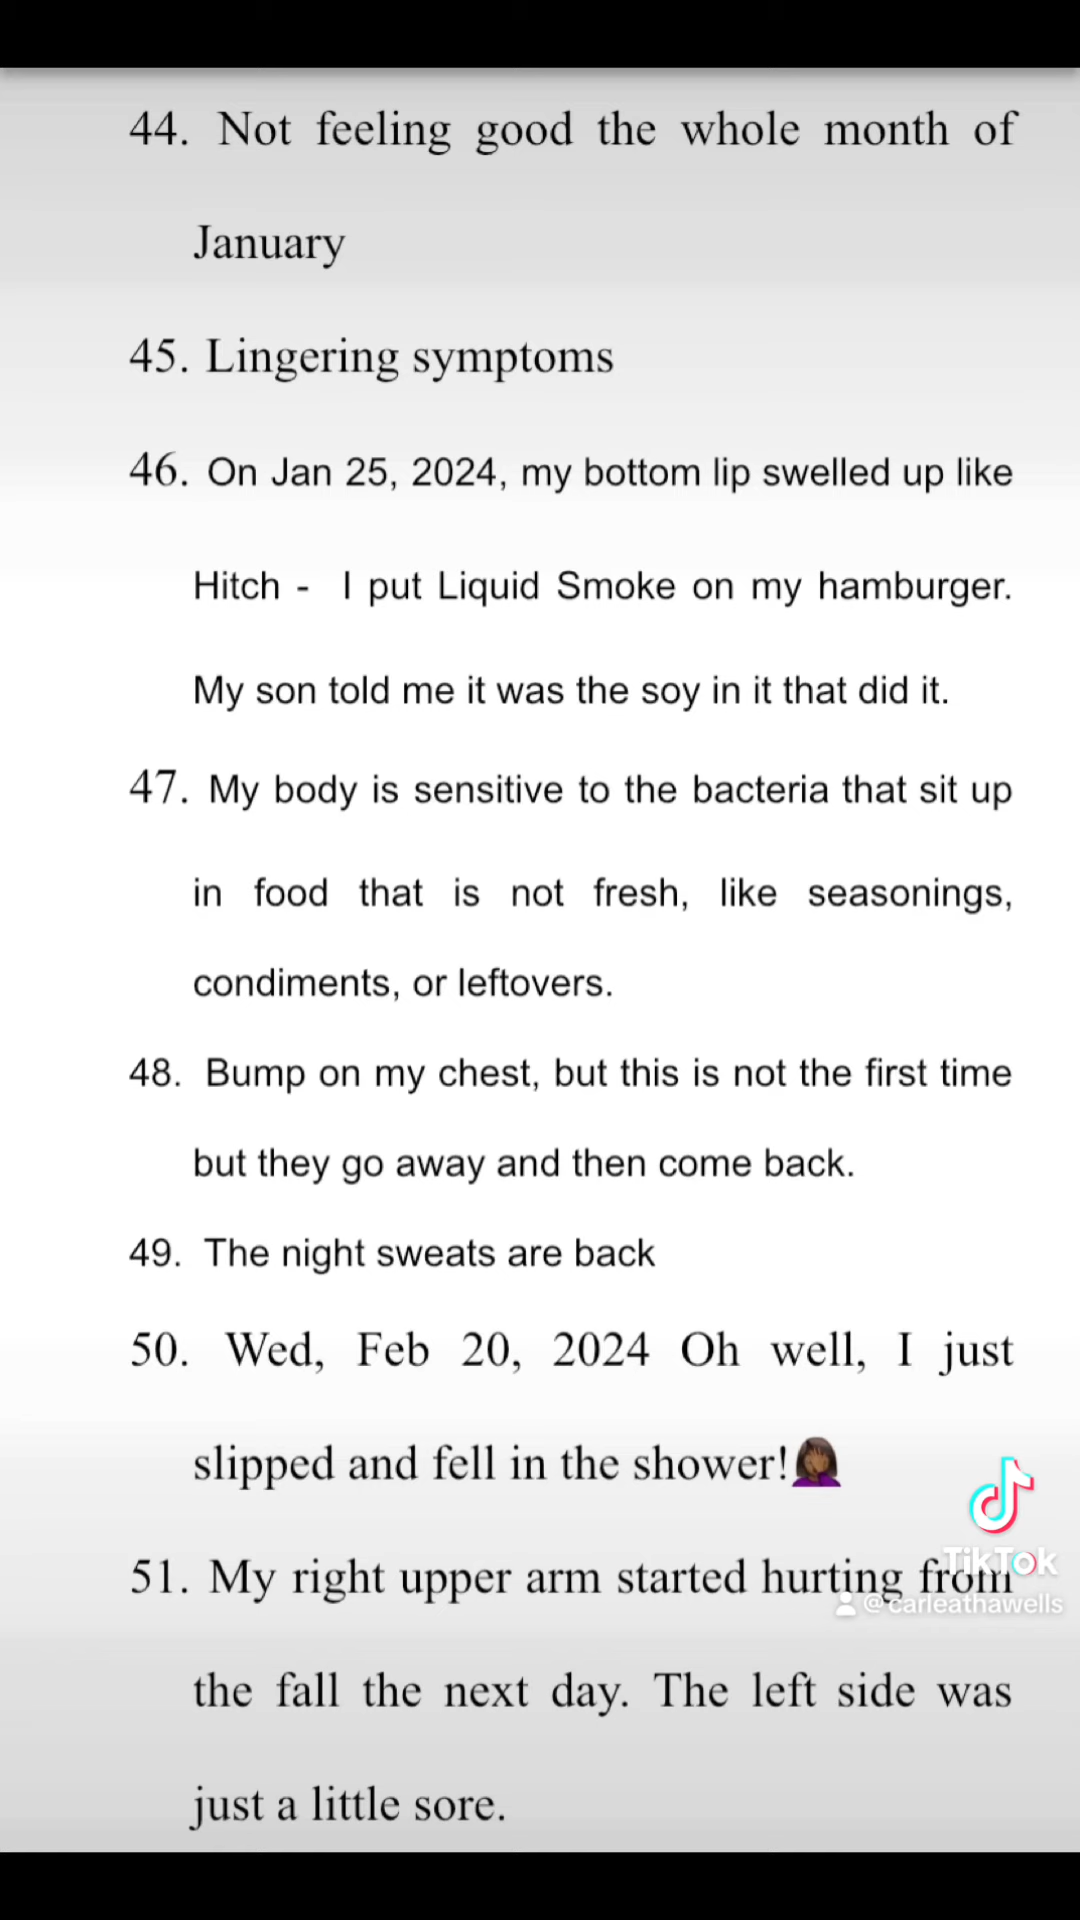 44. Not feeling good the whole month of
January
45. Lingering symptoms
46. On Jan 25, 2024, my bottom lip swelled up like
Hitch - I put Liquid Smoke on my hamburger.
My son told me it was the soy in it that did it.
47. My body is sensitive to the bacteria that sit up
in food that is not fresh, like seasonings,
condiments, or leftovers.
48. Bump on my chest, but this is not the first time
but they go away and then come back.
49. The night sweats are back
50. Wed, Feb 20, 2024 Oh well, I just
slipped and fell in the shower!🤦🏾‍♀️
51. My right upper arm started hurting from
the fall the next day. The left side was
just a little sore.
TikTok
@carleathawells